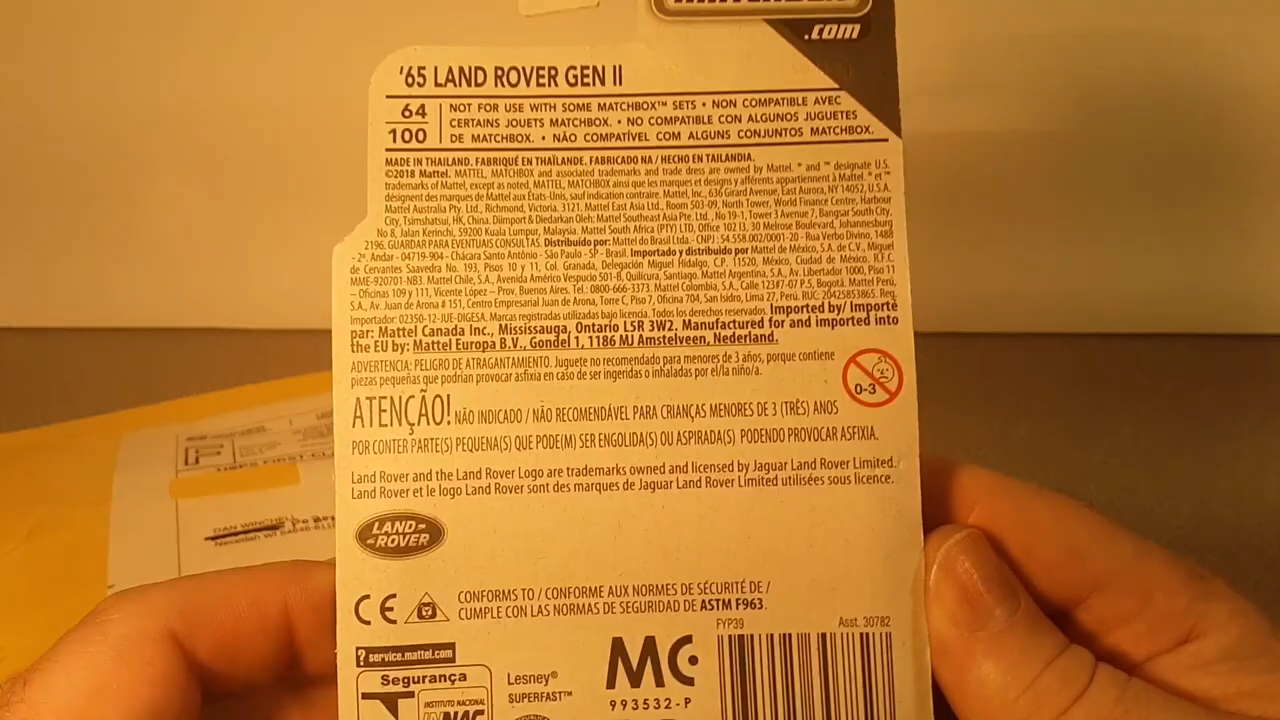 .com
'65 LAND ROVER GEN II
64
100
NOT FOR USE WITH SOME MATCHBOX™ SETS • NON COMPATIBLE AVEC
CERTAINS JOUETS MATCHBOX. • NO COMPATIBLE CON ALGUNOS JUGUETES
DE MATCHBOX. • NÃO COMPATÍVEL COM ALGUNS CONJUNTOS MATCHBOX.
MADE IN THAILAND. FABRIQUÉ EN THAÏLANDE. FABRICADO NA / HECHO EN TAILANDIA.
©2018 Mattel. MATTEL, MATCHBOX and associated trademarks and trade dress are owned by Mattel. ® and ™ designate U.S.
trademarks of Mattel, except as noted. MATTEL, MATCHBOX ainsi que les marques et designs y afférents appartiennent à Mattel. ® et ™
désignent des marques de Mattel aux États-Unis, sauf indication contraire. Mattel, Inc., 636 Girard Avenue, East Aurora, NY 14052, U.S.A.
Mattel Australia Pty. Ltd., Richmond, Victoria. 3121. Mattel East Asia Ltd., Room 503-09, North Tower, World Finance Centre, Harbour
City, Tsimshatsui, HK, China. Diimport & Diedarkan Oleh: Mattel Southeast Asia Pte. Ltd., No 19-1, Tower 3 Avenue 7, Bangsar South City,
No 8, Jalan Kerinchi, 59200 Kuala Lumpur, Malaysia. Mattel South Africa (PTY) LTD, Office 102 I3, 30 Melrose Boulevard, Johannesburg
2196. GUARDAR PARA EVENTUAIS CONSULTAS. Distribuído por: Mattel do Brasil Ltda.- CNPJ : 54.558.002/0001-20 - Rua Verbo Divino, 1488
- 2º. Andar - 04719-904 - Chácara Santo Antônio - São Paulo - SP - Brasil. Importado y distribuido por Mattel de México, S.A. de C.V., Miguel
de Cervantes Saavedra No. 193, Pisos 10 y 11, Col. Granada, Delegación Miguel Hidalgo, C.P. 11520, México, Ciudad de México. R.F.C.
MME-920701-NB3. Mattel Chile, S.A., Avenida Américo Vespucio 501-B, Quilicura, Santiago. Mattel Argentina, S.A., Av. Libertador 1000, Piso 11
– Oficinas 109 y 111, Vicente López – Prov. Buenos Aires. Tel.: 0800-666-3373. Mattel Colombia, S.A., Calle 123#7-07 P.5, Bogotá. Mattel Perú,
S.A., Av. Juan de Arona # 151, Centro Empresarial Juan de Arona, Torre C, Piso 7, Oficina 704, San Isidro, Lima 27, Perú. RUC: 20425853865. Reg.
Importador: 02350-12-JUE-DIGESA. Marcas registradas utilizadas bajo licencia. Todos los derechos reservados. Imported by/ Importé
par: Mattel Canada Inc., Mississauga, Ontario L5R 3W2. Manufactured for and imported into
the EU by: Mattel Europa B.V., Gondel 1, 1186 MJ Amstelveen, Nederland.
ADVERTENCIA: PELIGRO DE ATRAGANTAMIENTO. Juguete no recomendado para menores de 3 años, porque contiene
piezas pequeñas que podrían provocar asfixia en caso de ser ingeridas o inhaladas por el/la niño/a.
0-3
ATENÇÃO! NÃO INDICADO / NÃO RECOMENDÁVEL PARA CRIANÇAS MENORES DE 3 (TRÊS) ANOS
POR CONTER PARTE(S) PEQUENA(S) QUE PODE(M) SER ENGOLIDA(S) OU ASPIRADA(S) PODENDO PROVOCAR ASFIXIA.
Land Rover and the Land Rover Logo are trademarks owned and licensed by Jaguar Land Rover Limited.
Land Rover et le logo Land Rover sont des marques de Jaguar Land Rover Limited utilisées sous licence.
LAND
ROVER
CE
CONFORMS TO / CONFORME AUX NORMES DE SÉCURITÉ DE /
CUMPLE CON LAS NORMAS DE SEGURIDAD DE ASTM F963.
FYP39
Asst. 30782
? service.mattel.com
Segurança
INSTITUTO NACIONAL
Lesney®
SUPERFAST™
MC
993532-P
F
DAN WINCHELL
Necedah WI